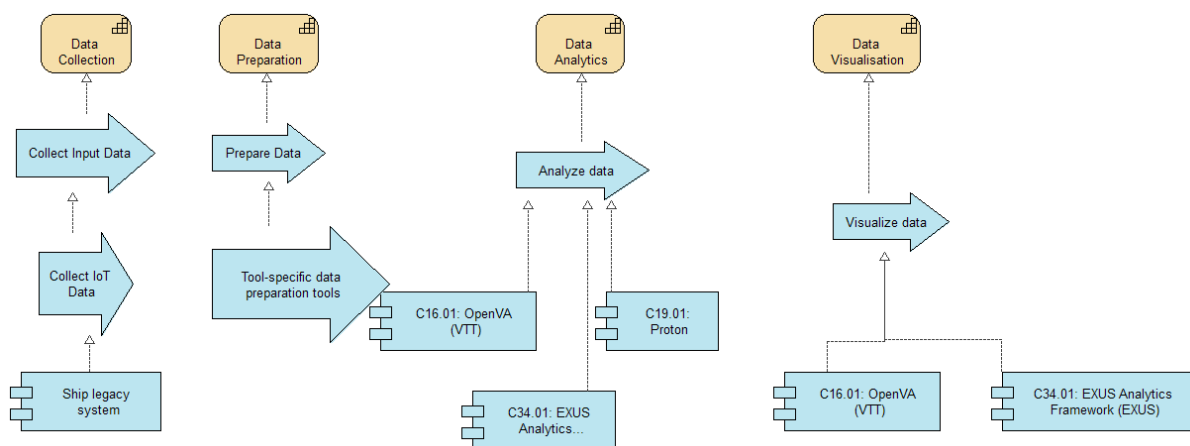 Data
Collection
Data
Preparation
Data
Analytics
Data
Visualisation
Collect Input Data
Prepare Data
Analyze data
Visualize data
Collect IoT
Data
Tool-specific data
preparation tools
C16.01: OpenVA
(VTT)
C19.01:
Proton
Ship legacy
system
C34.01: EXUS
Analytics...
C16.01: OpenVA
(VTT)
C34.01: EXUS Analytics
Framework (EXUS)